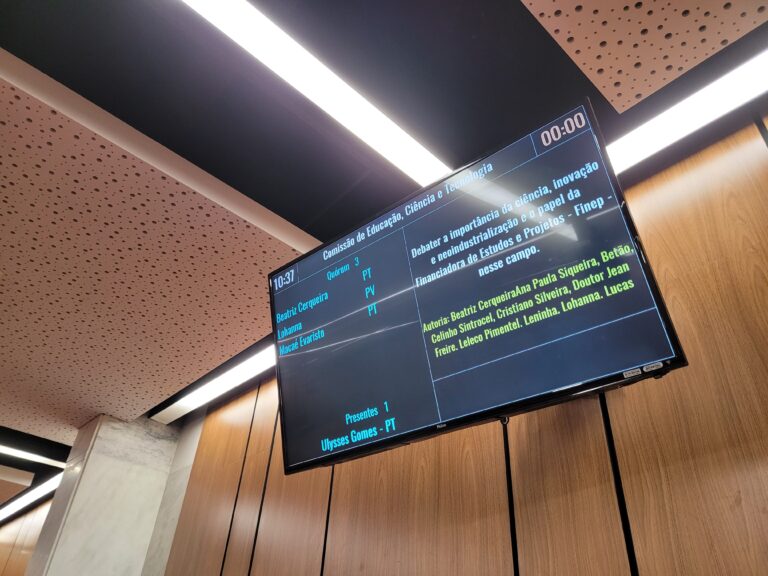 Comissão de Educação, Ciência e Tecnologia
00:00
10:37
Quórum 3
Beatriz Cerqueira PT
Lohanna PV
Macaé Evaristo PT
Presentes 1
Ulysses Gomes - PT
Debater a importância da ciência, inovação
e neoindustrialização e o papel da
Financiadora de Estudos e Projetos - Finep -
nesse campo.
Autoria: Beatriz CerqueiraAna Paula Siqueira, Betão,
Celinho Sintrocel, Cristiano Silveira, Doutor Jean
Freire, Leleco Pimentel, Leninha, Lohanna, Lucas
Philco